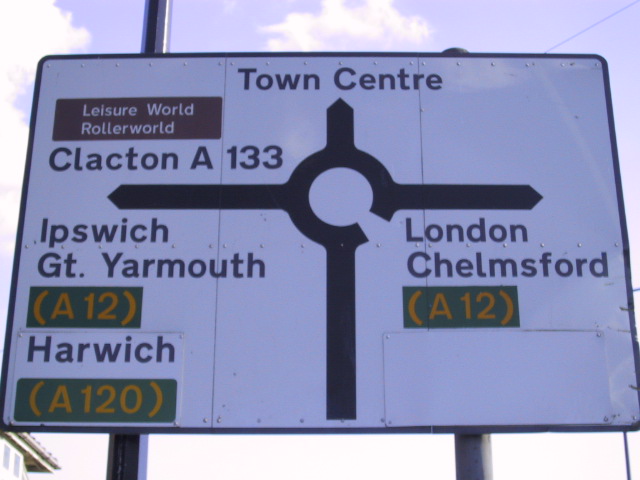 Town Centre
Leisure World
Rollerworld
Clacton A 133
Ipswich
Gt. Yarmouth
(A 12)
Harwich
(A 120)
London
Chelmsford
(A 12)